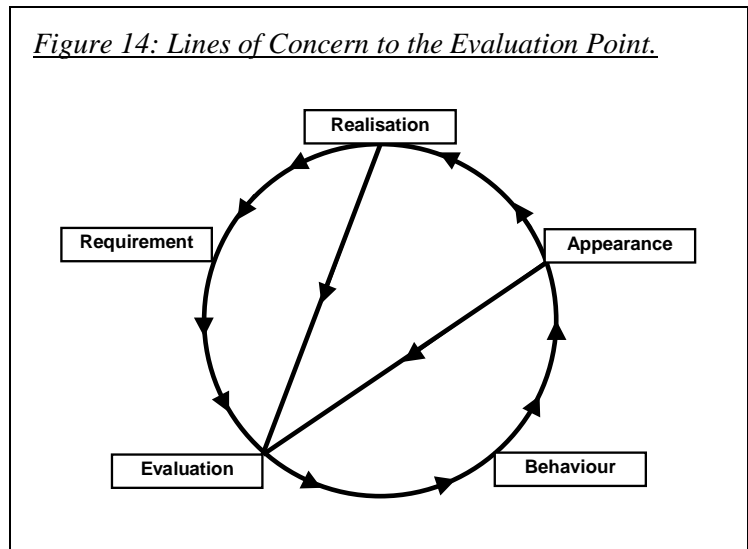 Figure 14: Lines of Concern to the Evaluation Point.
Realisation
Requirement
Appearance
Evaluation
Behaviour